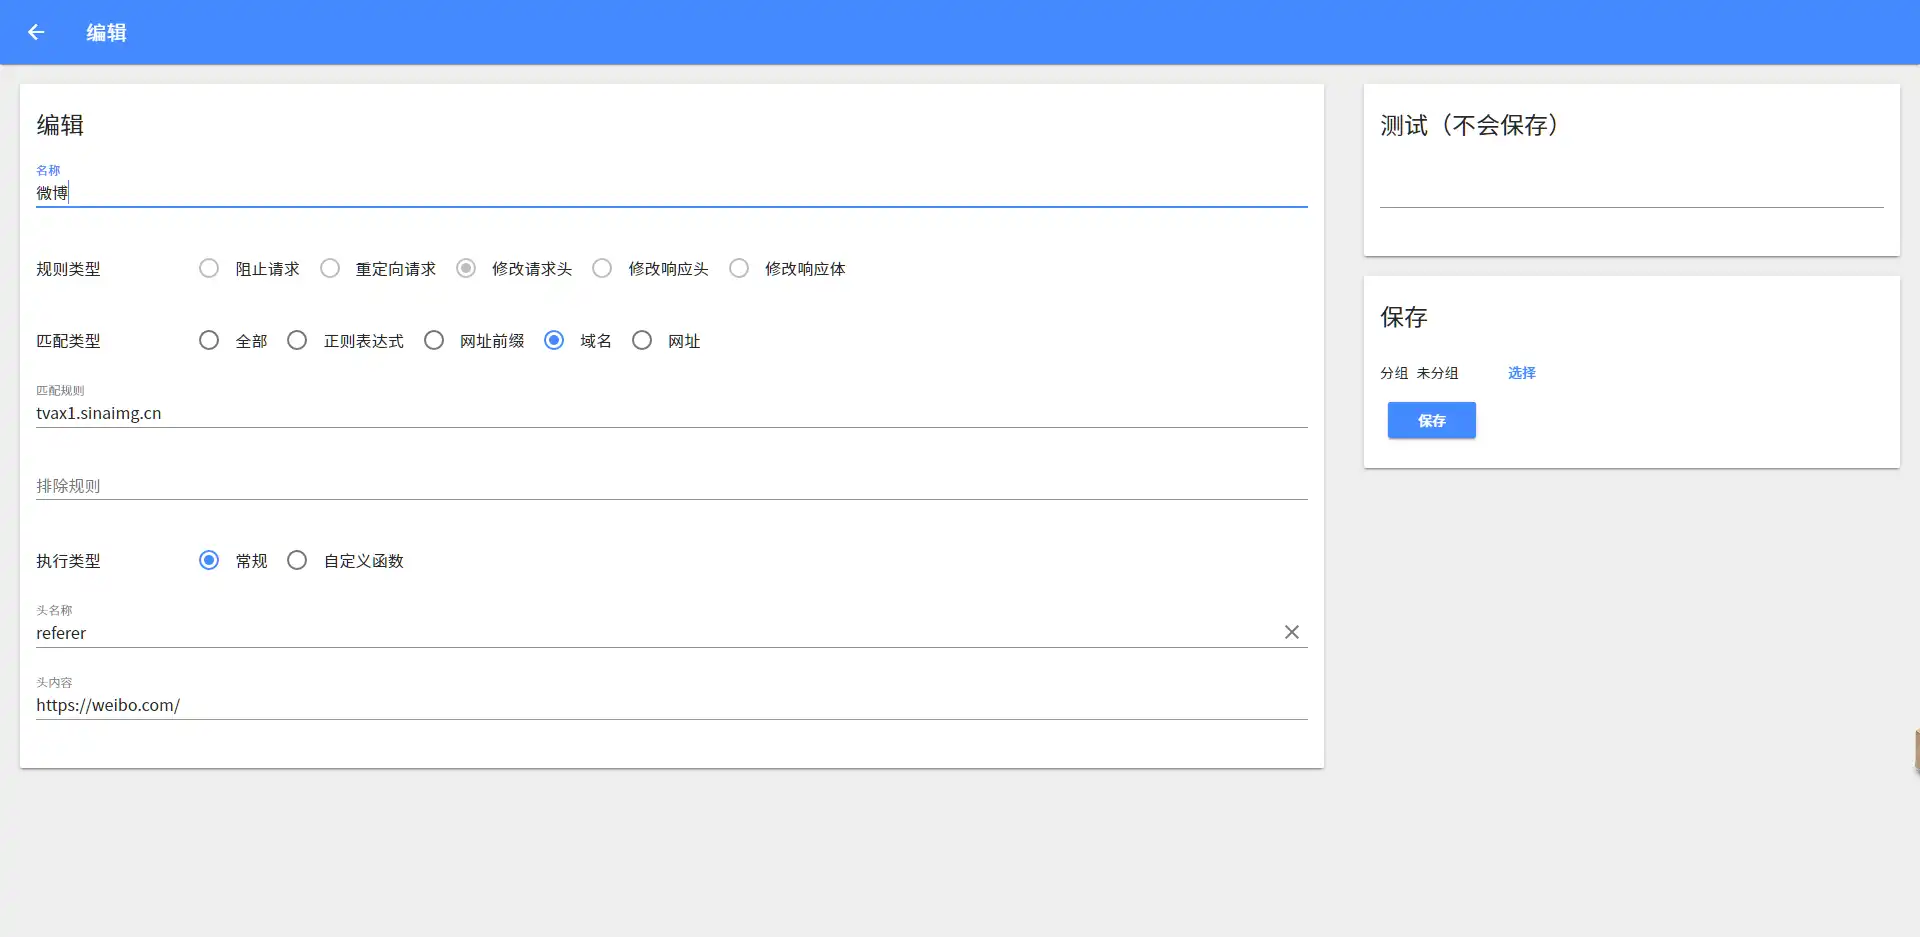 编辑
编辑
名称
微博
规则类型 阻止请求 重定向请求 修改请求头 修改响应头 修改响应体
匹配类型 全部 正则表达式 网址前缀 域名 网址
匹配规则
tvax1.sinaimg.cn
排除规则
执行类型 常规 自定义函数
头名称
referer
头内容
https://weibo.com/
测试（不会保存）
保存
分组 未分组 选择
保存